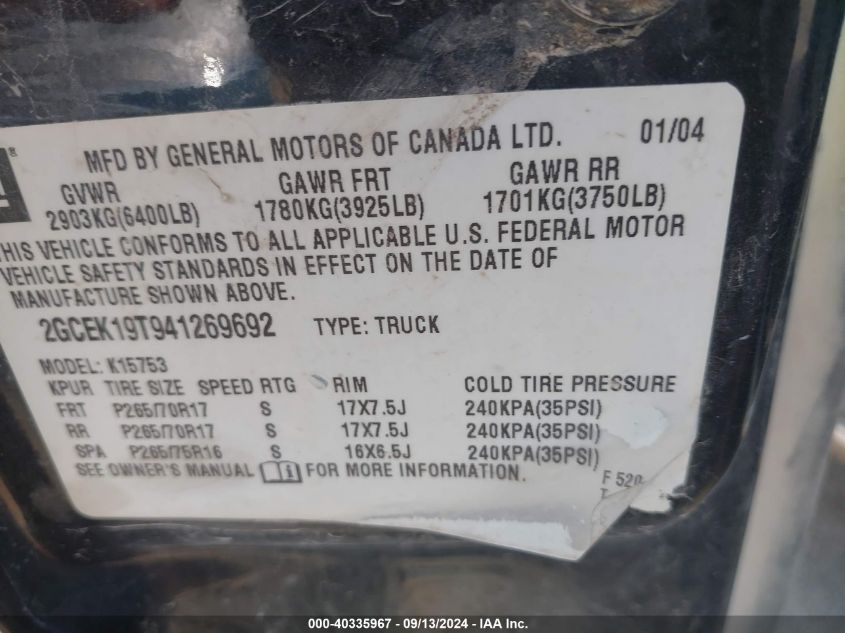 ®
MFD BY GENERAL MOTORS OF CANADA LTD. 01/04
GVWR GAWR FRT GAWR RR
2903KG(6400LB) 1780KG(3925LB) 1701KG(3750LB)
THIS VEHICLE CONFORMS TO ALL APPLICABLE U.S. FEDERAL MOTOR
VEHICLE SAFETY STANDARDS IN EFFECT ON THE DATE OF
MANUFACTURE SHOWN ABOVE.
2GCEK19T941269692 TYPE: TRUCK
MODEL: K15753
KPUR TIRE SIZE SPEED RTG RIM COLD TIRE PRESSURE
FRT P265/70R17 S 17X7.5J 240KPA(35PSI)
RR P265/70R17 S 17X7.5J 240KPA(35PSI)
SPA P265/75R16 S 16X6.5J 240KPA(35PSI)
SEE OWNER'S MANUAL FOR MORE INFORMATION.
F 520
T
000-40335967 - 09/13/2024 - IAA Inc.